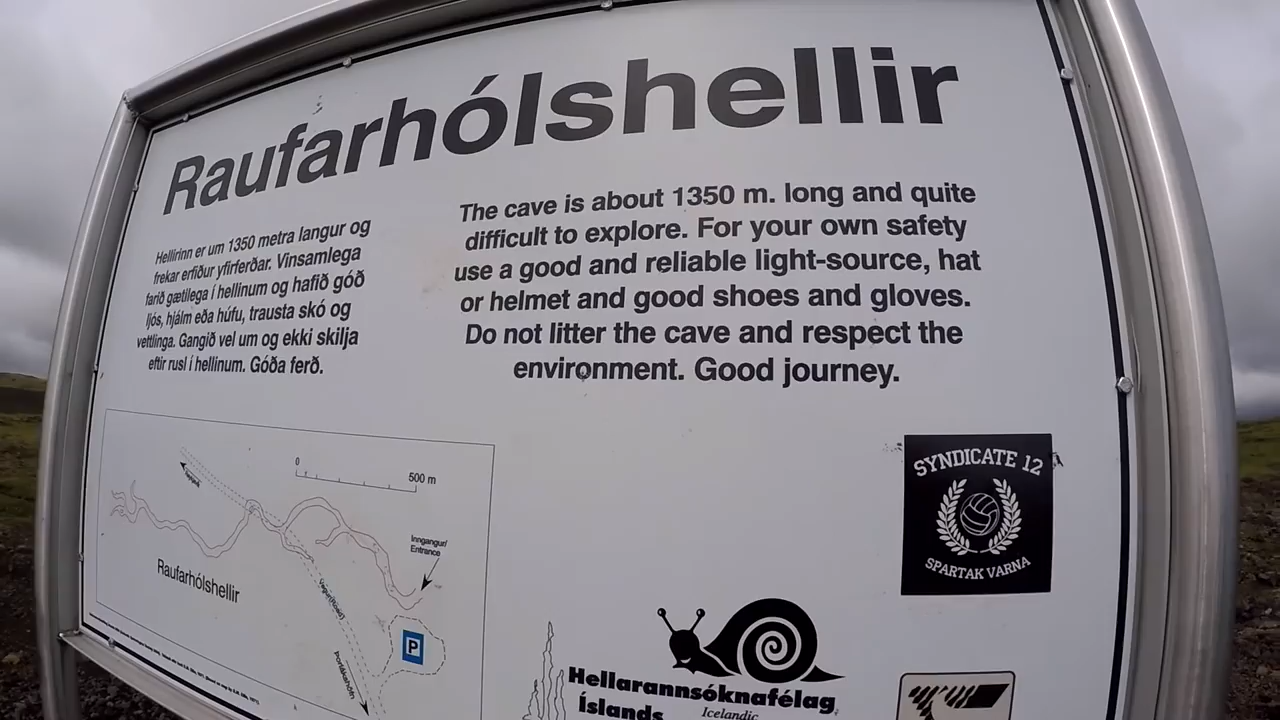 Raufarhólshellir
Hellirinn er um 1350 metra langur og
frekar erfiður yfirferðar. Vinsamlega
farið gætilega í hellinum og hafið góð
ljós, hjálm eða húfu, trausta skó og
vettlinga. Gangið vel um og ekki skilja
eftir rusl í hellinum. Góða ferð.
The cave is about 1350 m. long and quite
difficult to explore. For your own safety
use a good and reliable light-source, hat
or helmet and good shoes and gloves.
Do not litter the cave and respect the
environment. Good journey.
0
500 m
Inngangur/
Entrance
Raufarhólshellir
Þorlákshöfn
P
SYNDICATE 12
SPARTAK VARNA
Hellarannsóknafélag
Íslands
Icelandic